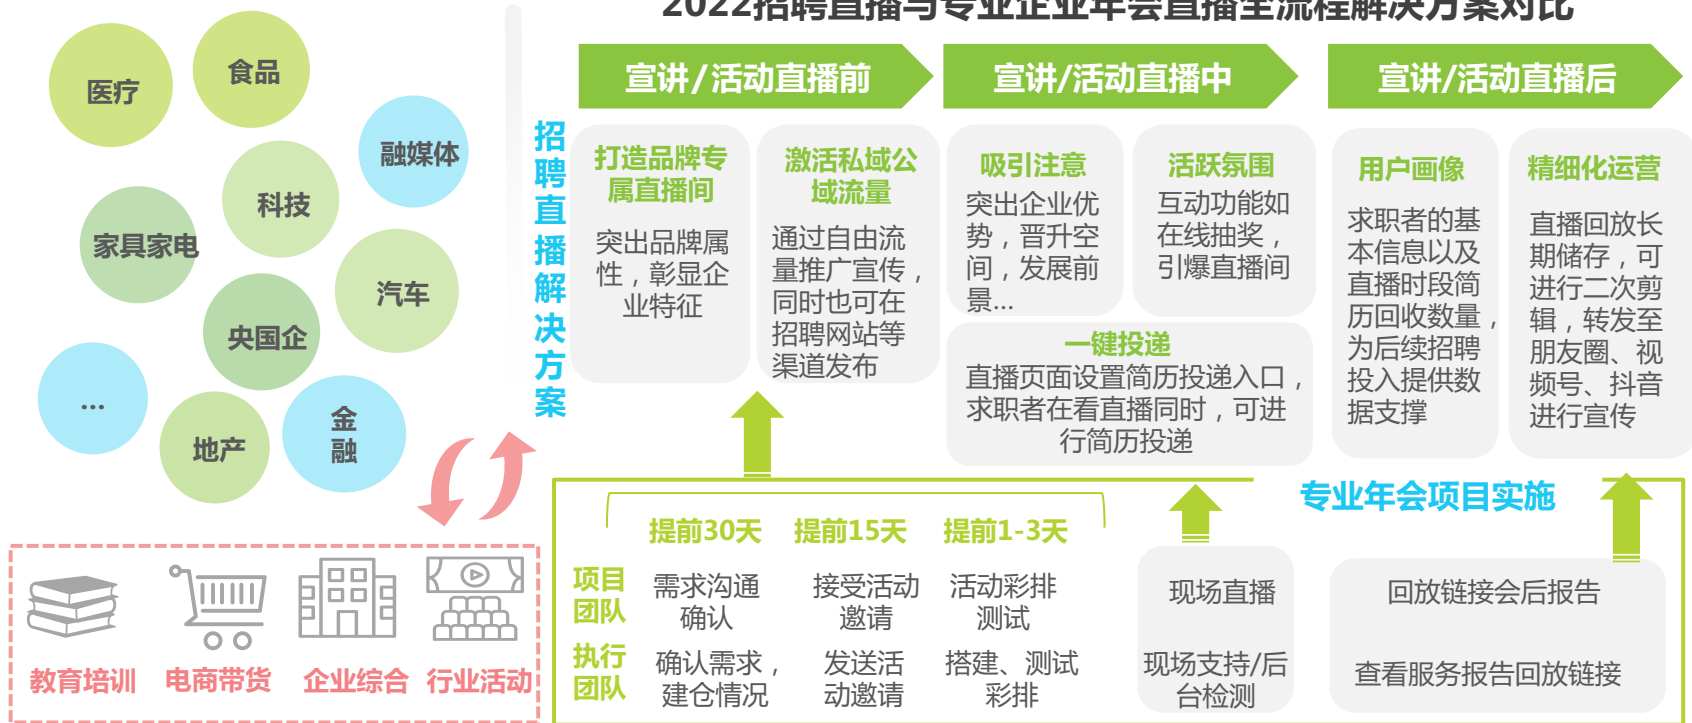 2022招聘直播与专业企业年会直播全流程解决方案对比
医疗
食品
融媒体
科技
家具家电
汽车
央国企
...
金
融
地产
教育培训
电商带货
企业综合
行业活动
招聘直播解决方案
宣讲/活动直播前
宣讲/活动直播中
宣讲/活动直播后
打造品牌专
属直播间
突出品牌属
性，彰显企
业特征
激活私域公
域流量
通过自由流
量推广宣传，
同时也可在
招聘网站等
渠道发布
吸引注意
突出企业优
势，晋升空
间，发展前
景...
活跃氛围
互动功能如
在线抽奖，
引爆直播间
一键投递
直播页面设置简历投递入口，
求职者在看直播同时，可进
行简历投递
用户画像
求职者的基
本信息以及
直播时段简
历回收数量，
为后续招聘
投入提供数
据支撑
精细化运营
直播回放长
期储存，可
进行二次剪
辑，转发至
朋友圈、视
频号、抖音
进行宣传
专业年会项目实施
提前30天
提前15天
提前1-3天
项目
团队
需求沟通
确认
接受活动
邀请
活动彩排
测试
现场直播
回放链接会后报告
执行
团队
确认需求，
建仓情况
发送活
动邀请
搭建、测试
彩排
现场支持/后
台检测
查看服务报告回放链接